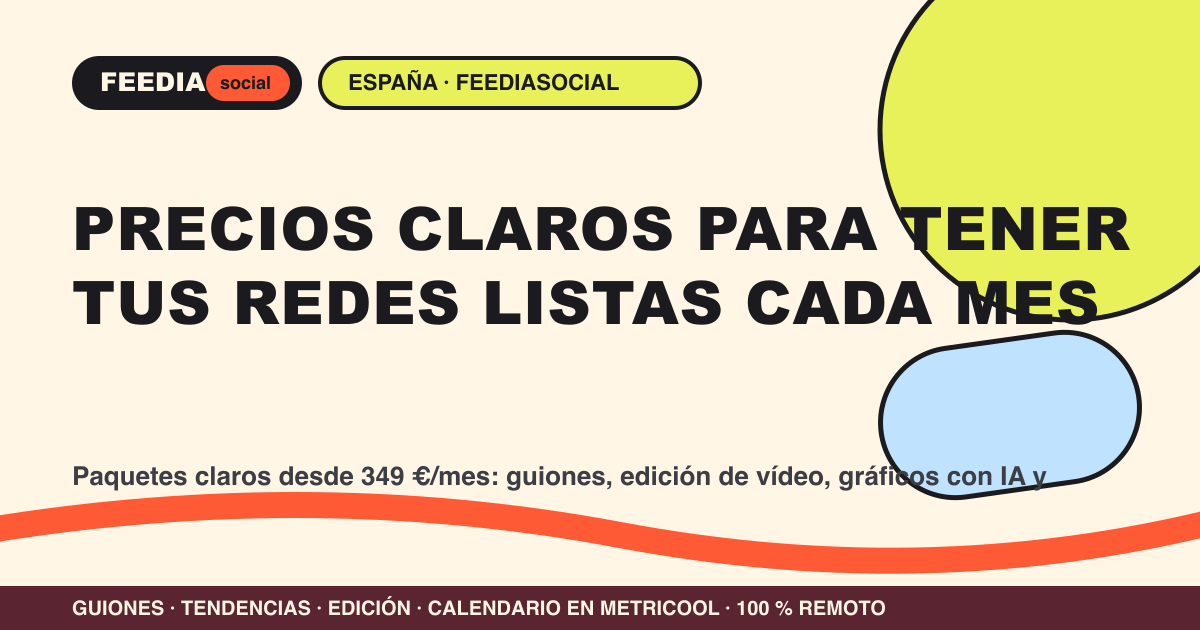 FEEDIA social
ESPAÑA · FEEDIASOCIAL
PRECIOS CLAROS PARA TENER
TUS REDES LISTAS CADA MES
Paquetes claros desde 349 €/mes: guiones, edición de vídeo, gráficos con IA y
GUIONES · TENDENCIAS · EDICIÓN · CALENDARIO EN METRICOOL · 100 % REMOTO